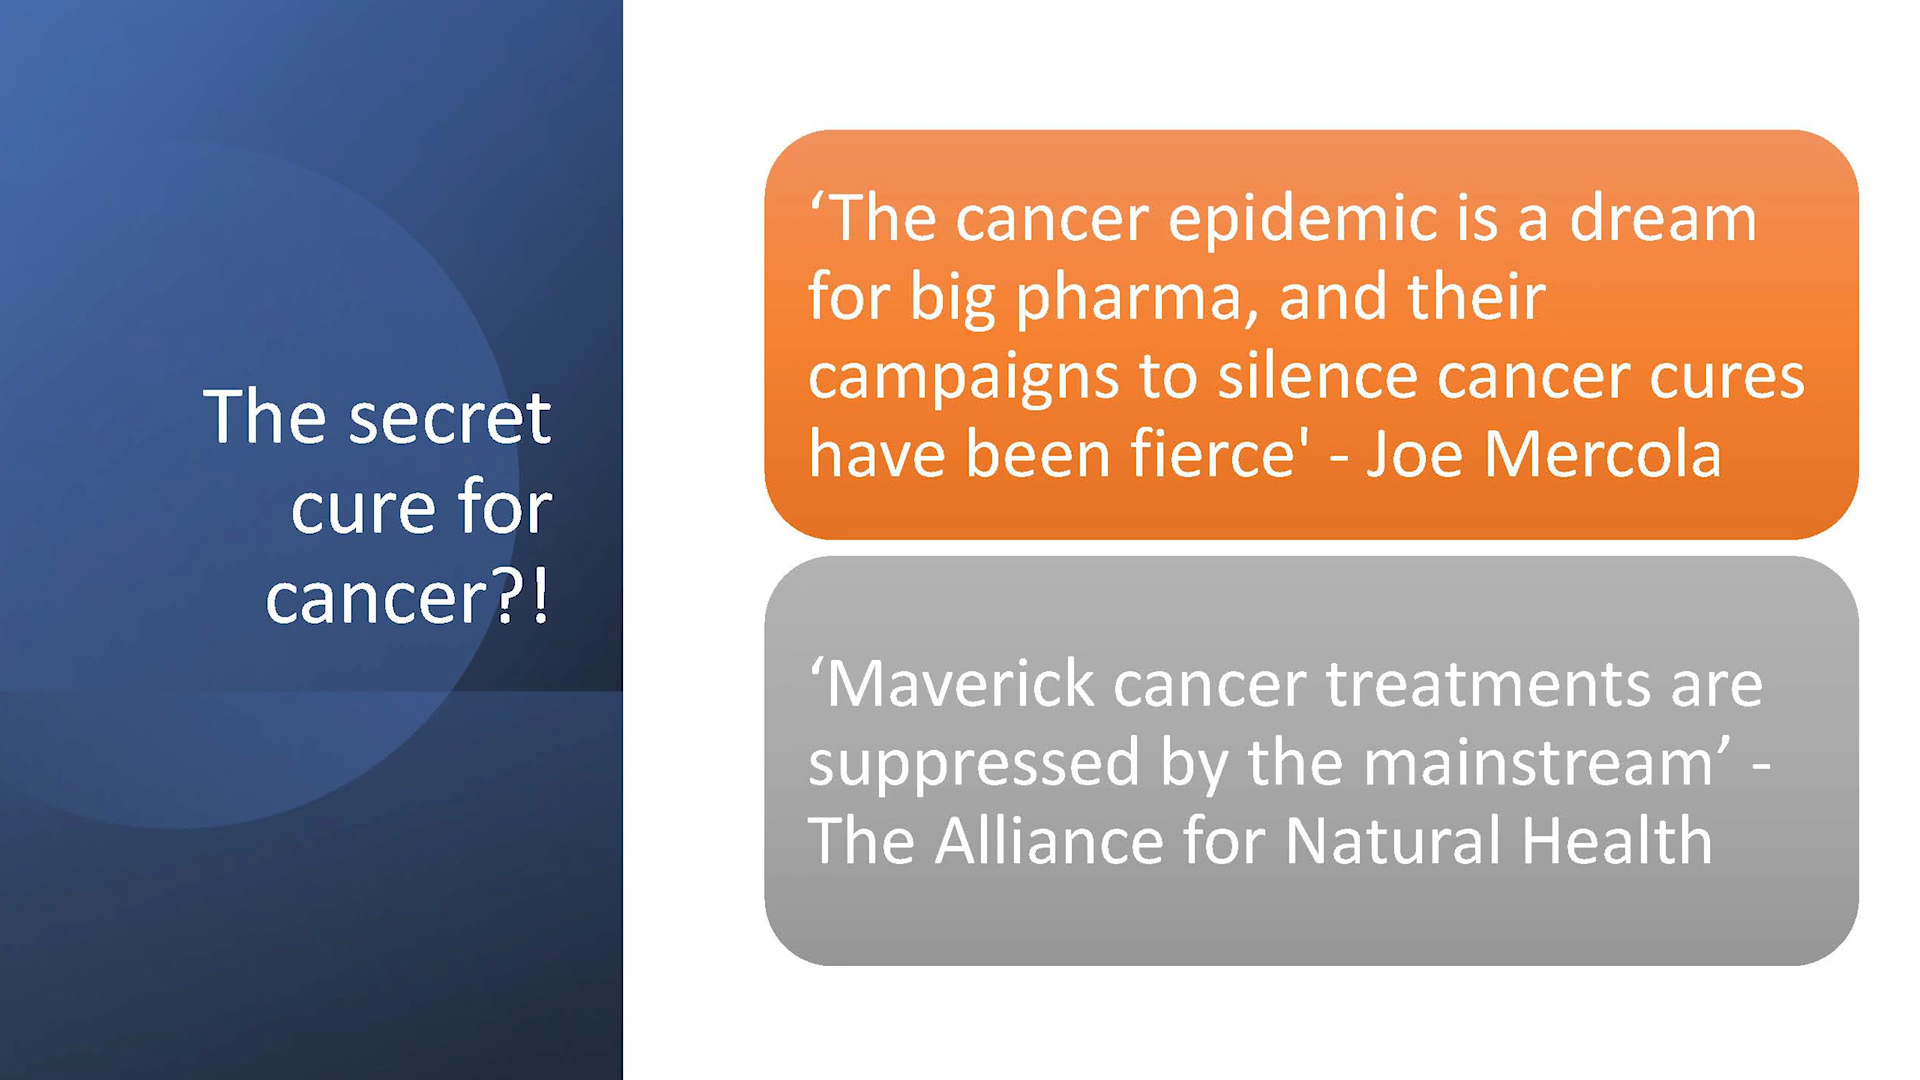 The secret
cure for
cancer?!
‘The cancer epidemic is a dream
for big pharma, and their
campaigns to silence cancer cures
have been fierce' - Joe Mercola
‘Maverick cancer treatments are
suppressed by the mainstream’ -
The Alliance for Natural Health